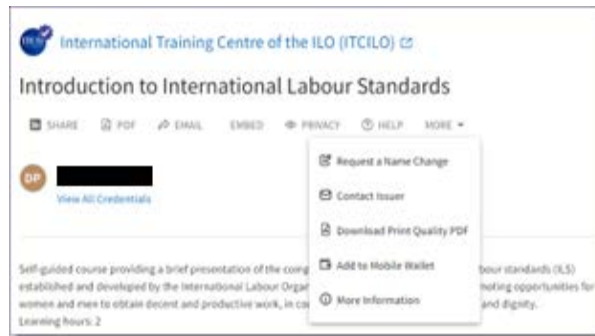 International Training Centre of the ILO (ITCILO)
Introduction to International Labour Standards
SHARE PDF EMAIL EMBED PRIVACY HELP MORE
Request a Name Change
DP
View All Credentials
Contact Issuer
Download Print Quality PDF
Add to Mobile Wallet
More Information
Self-guided course providing a brief presentation of the comp bour standards (ILS)
established and developed by the International Labour Organ moting opportunities for
women and men to obtain decent and productive work, in co and dignity.
Learning hours: 2